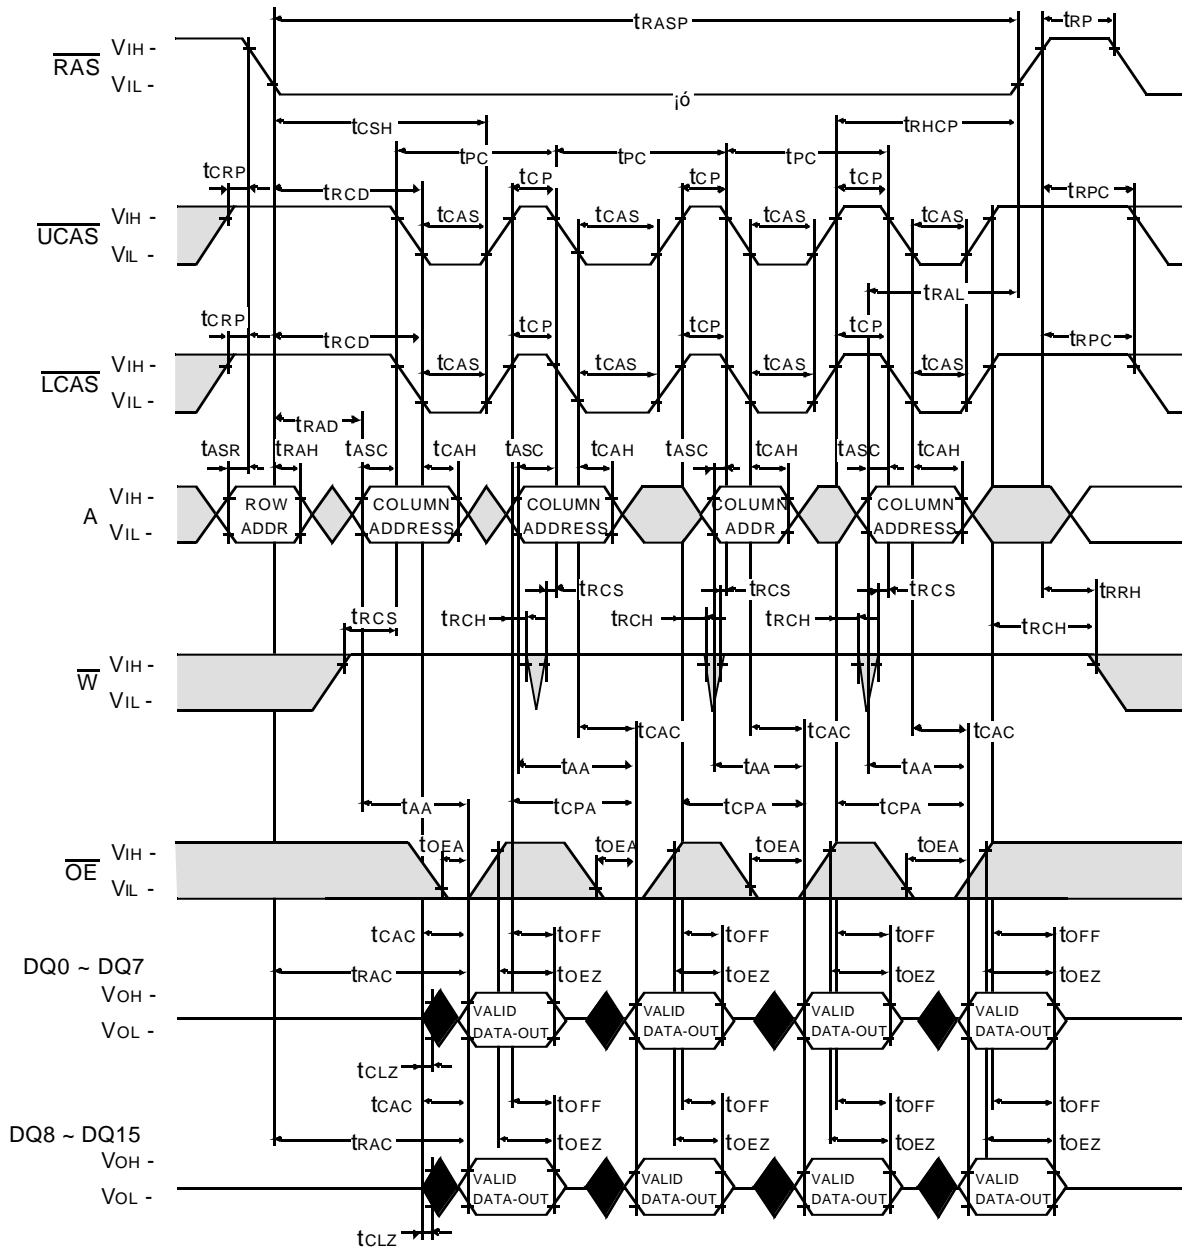 tRASP tRP
RAS VIH -
VIL -
¡ó
tCSH tRHCP
tPC tPC tPC
tCRP tRCD tCP tCP tCP tRPC
UCAS VIH - tCAS tCAS tCAS tCAS
VIL -
tRAL
tCRP tRCD tCP tCP tCP tRPC
LCAS VIH - tCAS tCAS tCAS tCAS
VIL -
tRAD
tASR tRAH tASC tCAH tASC tCAH tASC tCAH tASC tCAH
A VIH - ROW COLUMN COLUMN COLUMN COLUMN
VIL - ADDR ADDRESS ADDRESS ADDR ADDRESS
tRCS tRCS tRCS tRRH
tRCS tRCH tRCH tRCH tRCH
W VIH -
VIL -
tCAC tCAC tCAC
tAA tAA tAA
tAA tCPA tCPA tCPA
OE VIH - tOEA tOEA tOEA tOEA
VIL -
tCAC tOFF tOFF tOFF tOFF
DQ0 ~ DQ7 tRAC tOEZ tOEZ tOEZ tOEZ
VOH - VALID VALID VALID VALID
VOL - DATA-OUT DATA-OUT DATA-OUT DATA-OUT
tCLZ
tCAC tOFF tOFF tOFF tOFF
DQ8 ~ DQ15 tRAC tOEZ tOEZ tOEZ tOEZ
VOH - VALID VALID VALID VALID
VOL - DATA-OUT DATA-OUT DATA-OUT DATA-OUT
tCLZ